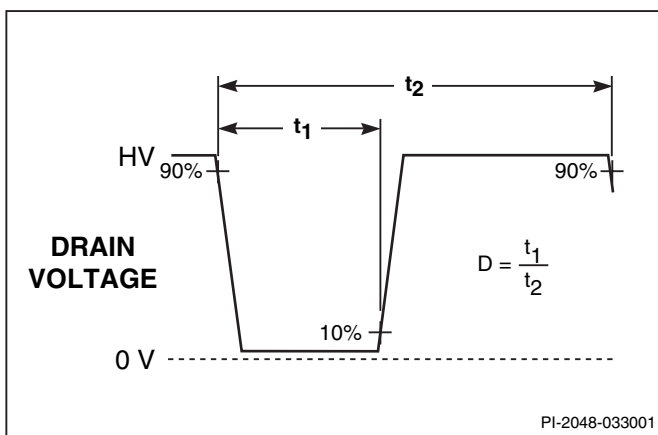 t2
t1
HV
90%
90%
DRAIN
VOLTAGE
D = t1/t2
10%
0 V
PI-2048-033001